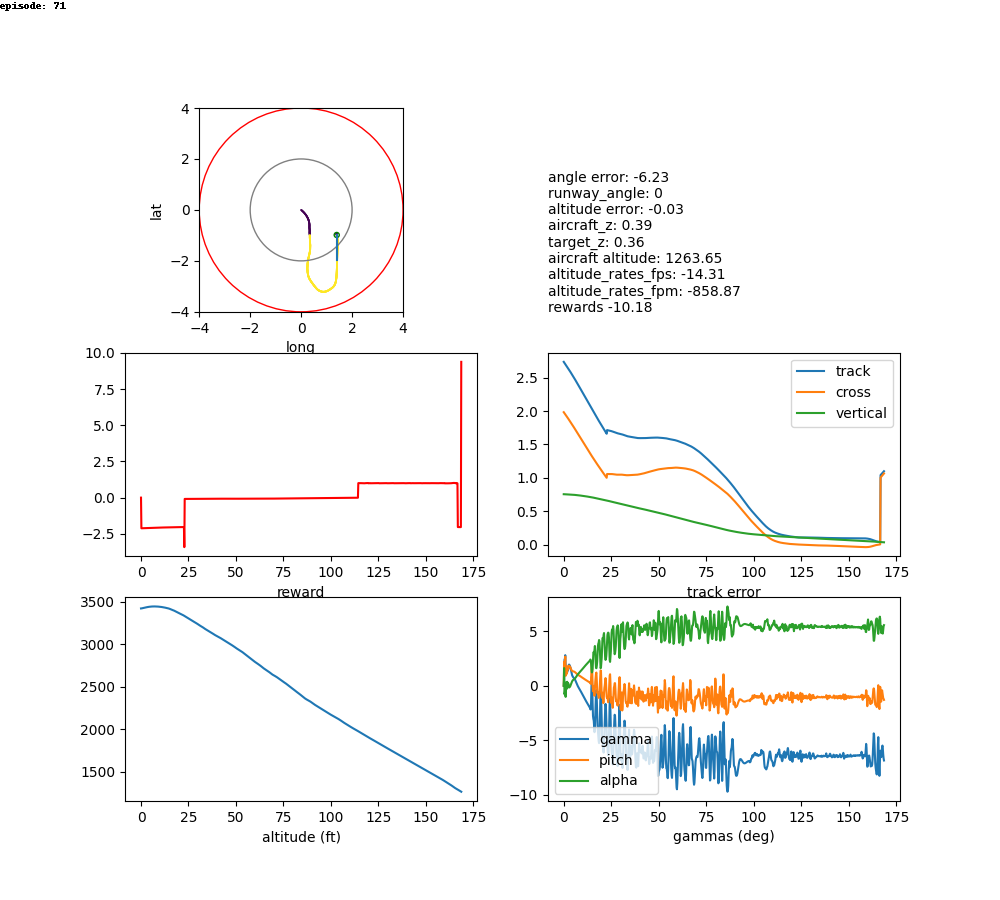 episode: 71
4
2
0
−2
−4
lat
−4 −2 0 2 4
long
angle error: -6.23
runway_angle: 0
altitude error: -0.03
aircraft_z: 0.39
target_z: 0.36
aircraft altitude: 1263.65
altitude_rates_fps: -14.31
altitude_rates_fpm: -858.87
rewards -10.18
10.0
7.5
5.0
2.5
0.0
−2.5
0 25 50 75 100 125 150 175
reward
2.5
2.0
1.5
1.0
0.5
0.0
track
cross
vertical
0 25 50 75 100 125 150 175
track error
3500
3000
2500
2000
1500
0 25 50 75 100 125 150 175
altitude (ft)
5
0
−5
−10
gamma
pitch
alpha
0 25 50 75 100 125 150 175
gammas (deg)